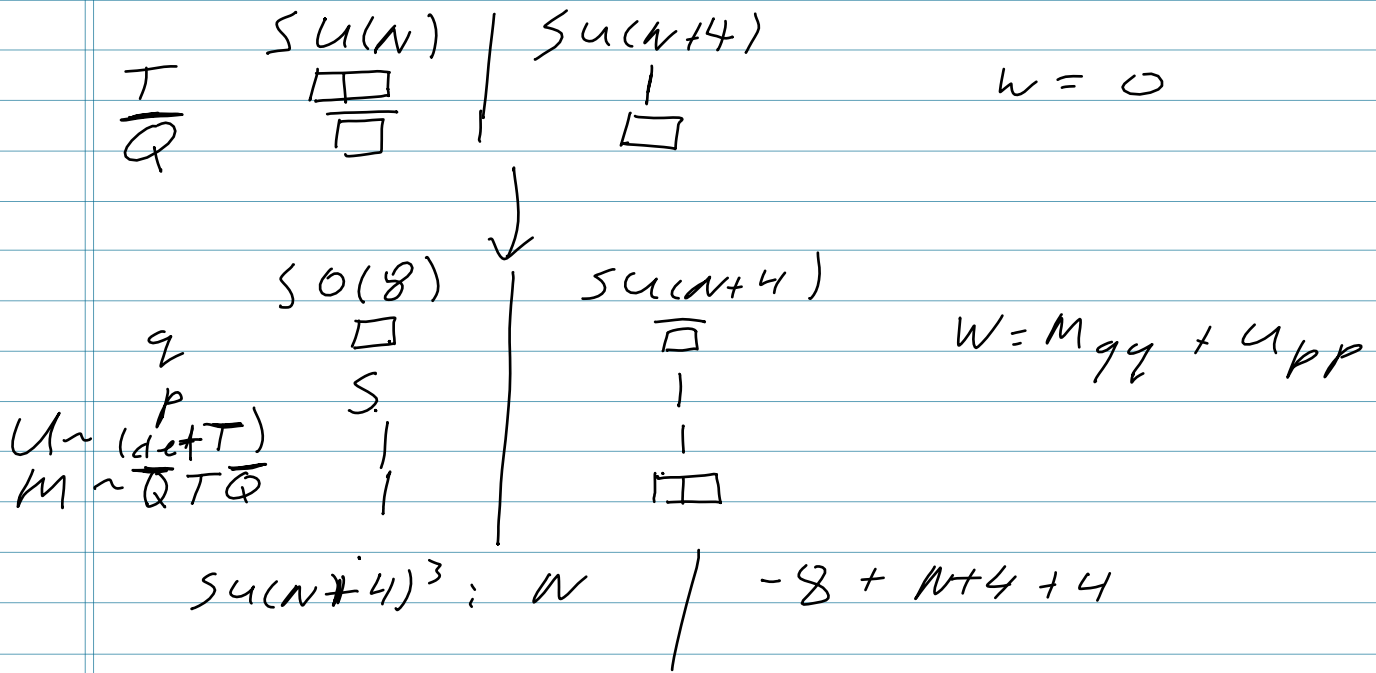 SU(N) | SU(N+4)
T □□ 1 W = 0
Q̅ □̅ □
↓
SO(8) | SU(N+4)
q □ □̅ W = Mqq + Upp
p S 1
U ~ (det T) 1 1
M ~ Q̅TQ̅ 1 □□
SU(N+4)³ : N | -8 + N+4 + 4